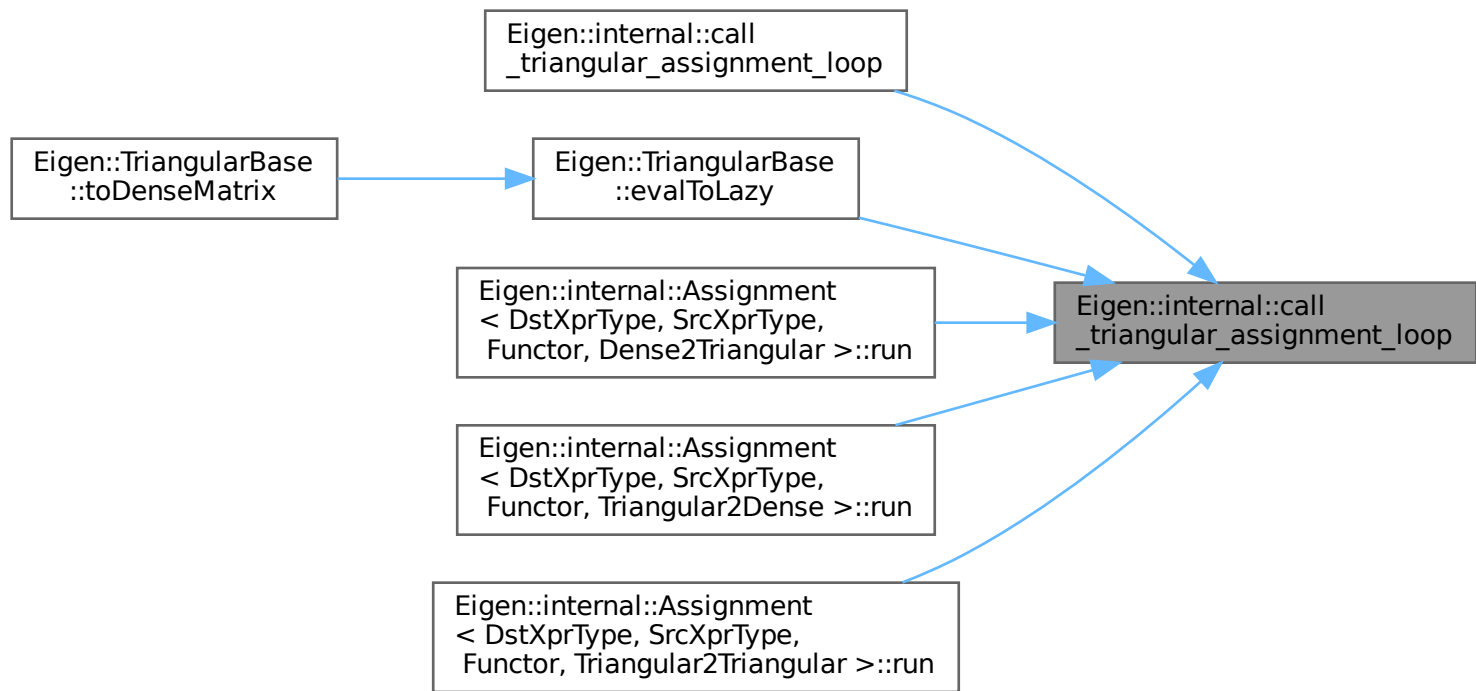 Eigen::internal::call
_triangular_assignment_loop
Eigen::TriangularBase
::toDenseMatrix
Eigen::TriangularBase
::evalToLazy
Eigen::internal::Assignment
< DstXprType, SrcXprType,
Functor, Dense2Triangular >::run
Eigen::internal::call
_triangular_assignment_loop
Eigen::internal::Assignment
< DstXprType, SrcXprType,
Functor, Triangular2Dense >::run
Eigen::internal::Assignment
< DstXprType, SrcXprType,
Functor, Triangular2Triangular >::run